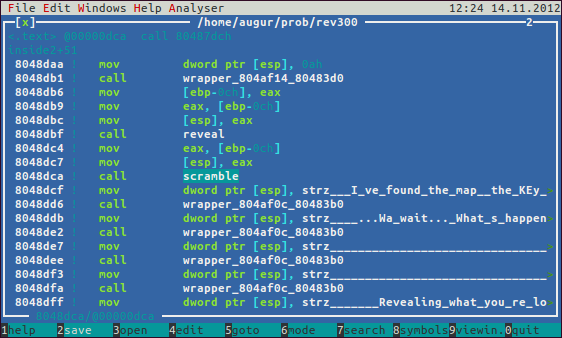 File Edit Windows Help Analyser 12:24 14.11.2012
[x] /home/augur/prob/rev300 2
<.text> @00000dca call 80487dch
inside2+51
8048daa ! mov dword ptr [esp], 0ah
8048db1 ! call wrapper_804af14_80483d0
8048db6 ! mov [ebp-0ch], eax
8048db9 ! mov eax, [ebp-0ch]
8048dbc ! mov [esp], eax
8048dbf ! call reveal
8048dc4 ! mov eax, [ebp-0ch]
8048dc7 ! mov [esp], eax
8048dca ! call scramble
8048dcf ! mov dword ptr [esp], strz___I_ve_found_the_map__the_KEy_>
8048dd6 ! call wrapper_804af0c_80483b0
8048ddb ! mov dword ptr [esp], strz____...Wa_wait...__What_s_happen>
8048de2 ! call wrapper_804af0c_80483b0
8048de7 ! mov dword ptr [esp], strz________________________________>
8048dee ! call wrapper_804af0c_80483b0
8048df3 ! mov dword ptr [esp], strz________________________________>
8048dfa ! call wrapper_804af0c_80483b0
8048dff ! mov dword ptr [esp], strz_______Revealing_what_you_re_lo>
8048dca/@00000dca
1help 2save 3open 4edit 5goto 6mode 7search 8symbols9viewin.0quit